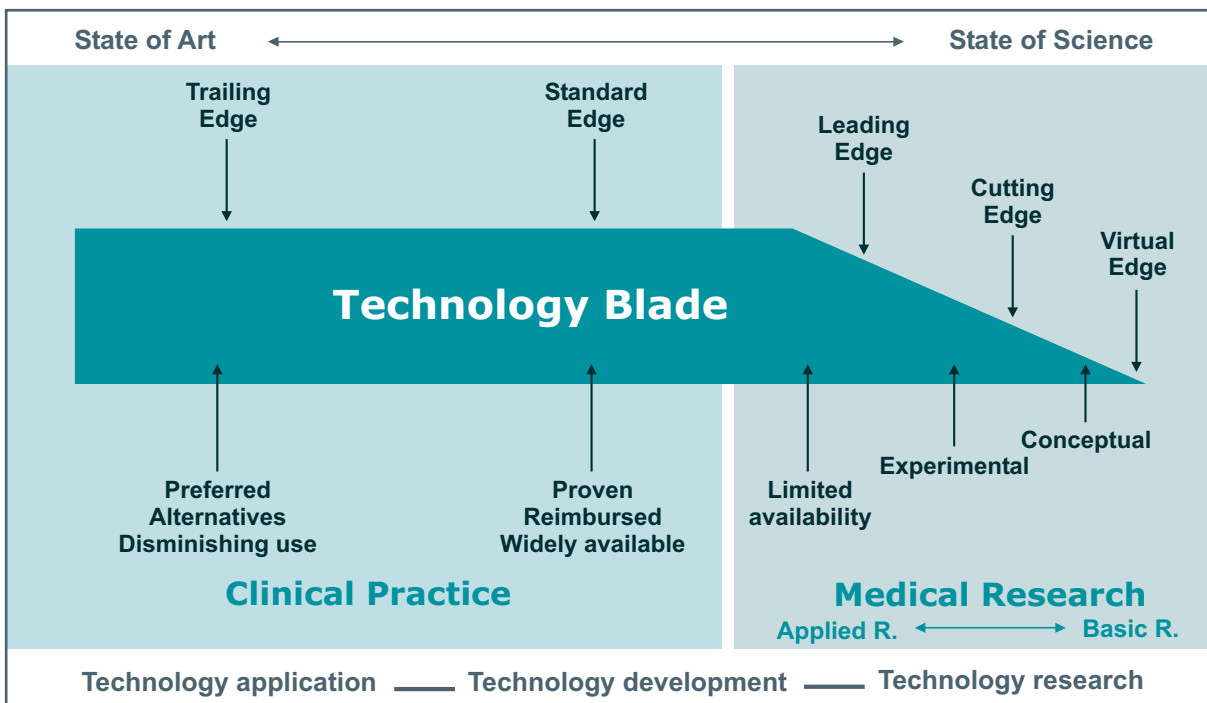 State of Art
State of Science
Trailing
Edge
Standard
Edge
Leading
Edge
Cutting
Edge
Virtual
Edge
Technology Blade
Preferred
Alternatives
Disminishing use
Proven
Reimbursed
Widely available
Limited
availability
Experimental
Conceptual
Clinical Practice
Medical Research
Applied R.
Basic R.
Technology application
Technology development
Technology research